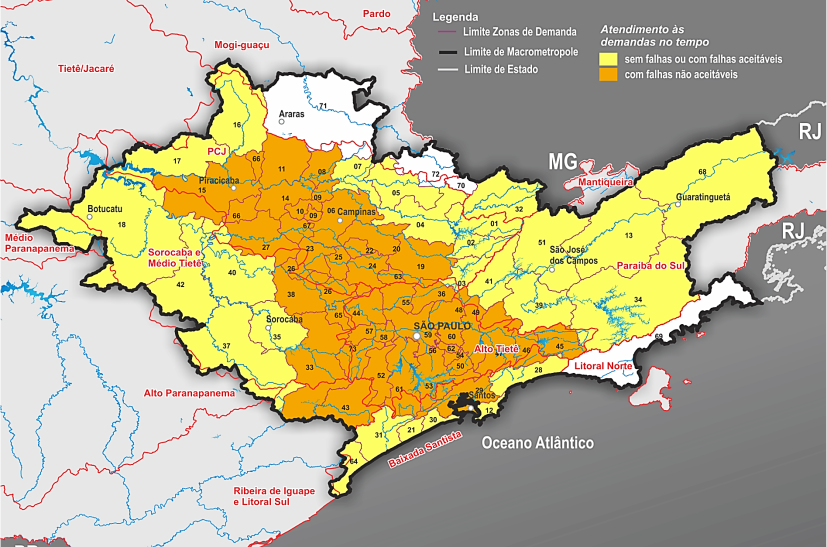 Legenda
Limite Zonas de Demanda
Limite de Macrometropole
Limite de Estado
Atendimento às
demandas no tempo
sem falhas ou com falhas aceitáveis
com falhas não aceitáveis
Pardo
Mogi-guaçu
Tietê/Jacaré
71
Araras
16
RJ
PCJ
17
66
11
08
07
72
70
MG
68
Mantiqueira
Piracicaba
15
14
10
09
09
06
Campinas
05
32
Guaratinguetá
Botucatu
18
66
67
04
01
RJ
Médio
Paranapanema
Sorocaba e
Médio Tietê
27
23
22
20
02
51
13
São José
dos Campos
40
42
26
25
24
19
63
41
Paraíba do Sul
38
26
03
36
55
39
34
Sorocaba
35
65
44
48
49
SÃO PAULO
57
58
59
60
69
37
73
56
62
54
Alto Tietê
47
46
45
33
52
50
28
Litoral Norte
61
53
29
Alto Paranapanema
43
Santos
12
30
21
31
Baixada Santista
Oceano Atlântico
64
Ribeira de Iguape
e Litoral Sul